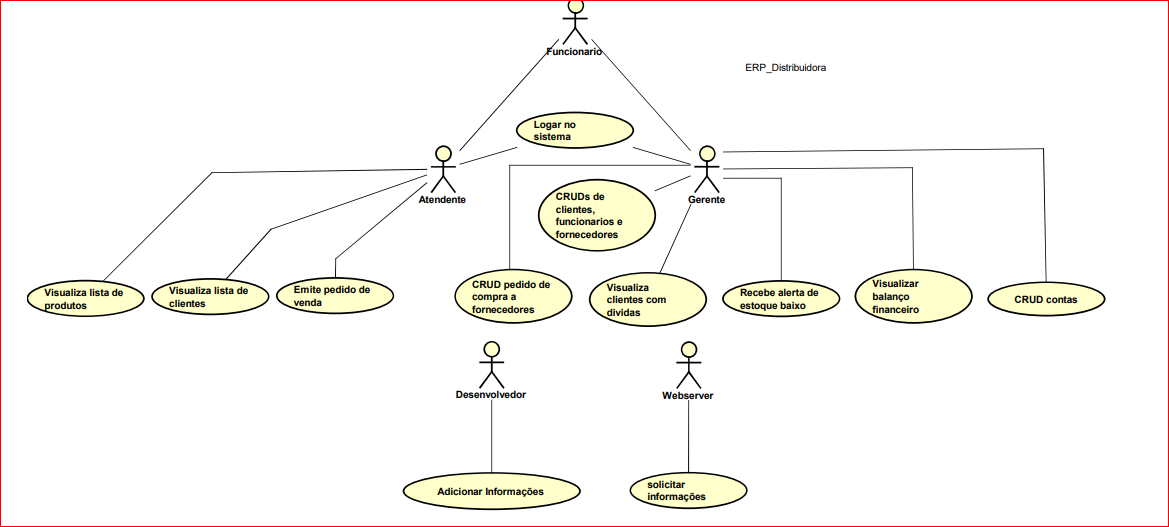 Funcionario
ERP_Distribuidora
Logar no
sistema
Atendente
Gerente
CRUDs de
clientes,
funcionarios e
fornecedores
Visualiza lista de
produtos
Visualiza lista de
clientes
Emite pedido de
venda
CRUD pedido de
compra a
fornecedores
Visualiza
clientes com
dividas
Recebe alerta de
estoque baixo
Visualizar
balanço
financeiro
CRUD contas
Desenvolvedor
Webserver
Adicionar Informações
solicitar
informações